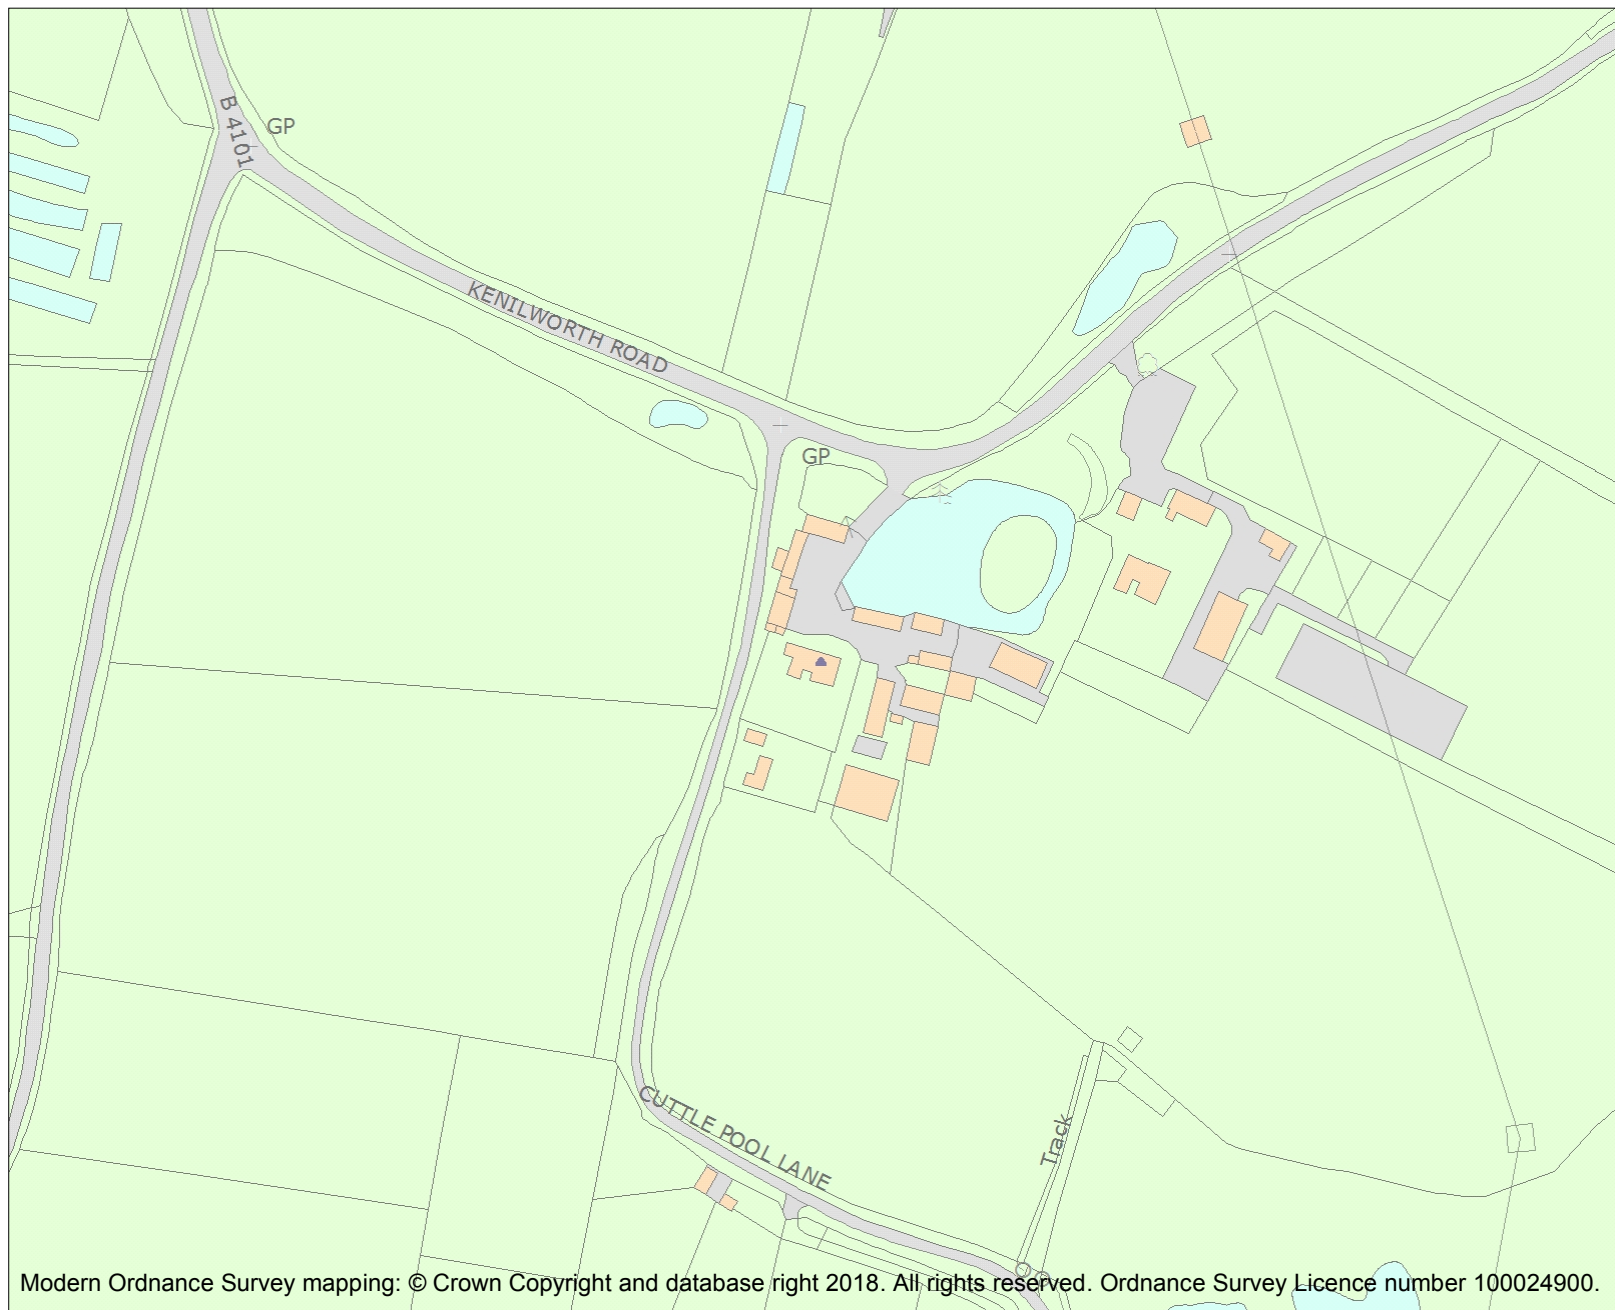 B 4101
GP
KENILWORTH ROAD
GP
CUTTLE POOL LANE
Track
Modern Ordnance Survey mapping: © Crown Copyright and database right 2018. All rights reserved. Ordnance Survey Licence number 100024900.